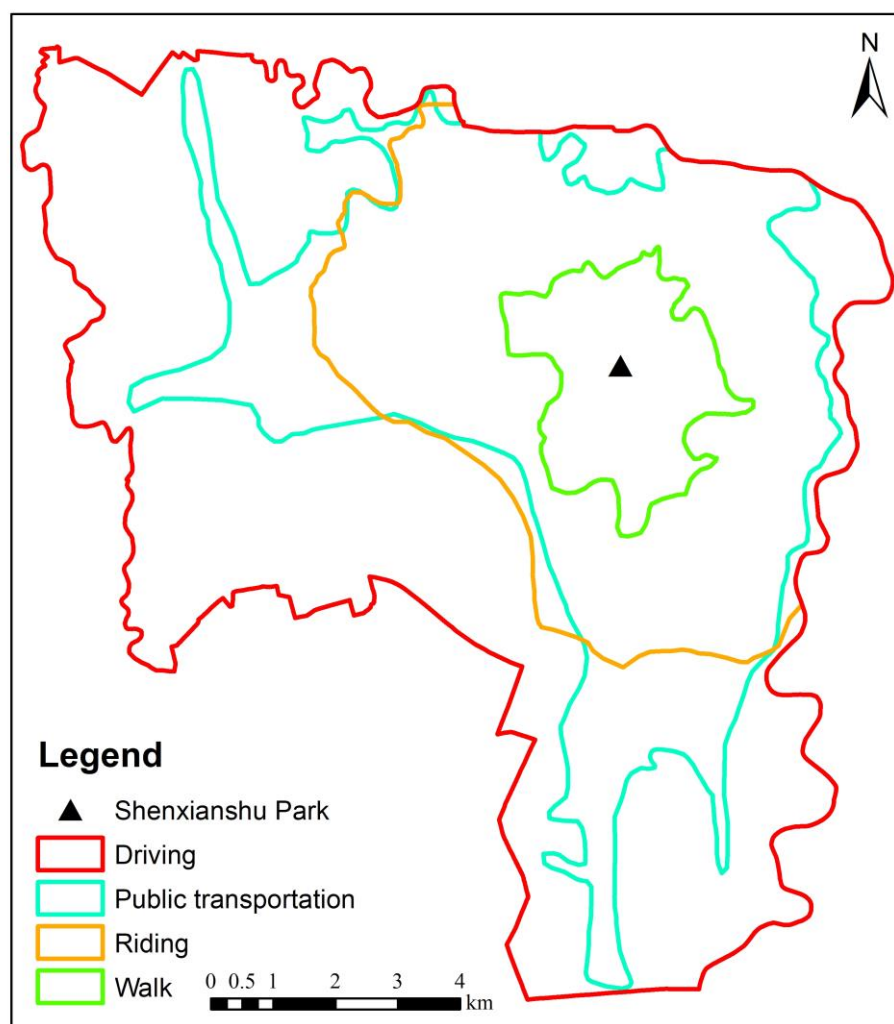 N
Legend
Shenxianshu Park
Driving
Public transportation
Riding
Walk
0 0.5 1 2 3 4
km